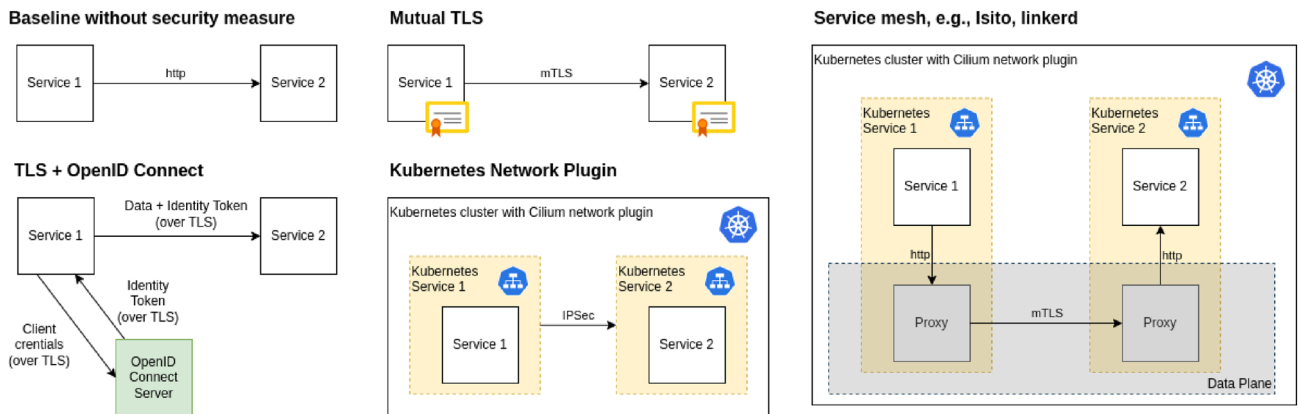 Baseline without security measure
Service 1
http
Service 2
Mutual TLS
Service 1
mTLS
Service 2
TLS + OpenID Connect
Service 1
Data + Identity Token
(over TLS)
Service 2
Identity
Token
(over TLS)
Client
crentials
(over TLS)
OpenID
Connect
Server
Kubernetes Network Plugin
Kubernetes cluster with Cilium network plugin
Kubernetes
Service 1
Service 1
IPSec
Kubernetes
Service 2
Service 2
Service mesh, e.g., Isito, linkerd
Kubernetes cluster with Cilium network plugin
Kubernetes
Service 1
Service 1
http
Proxy
mTLS
Kubernetes
Service 2
Service 2
http
Proxy
Data Plane